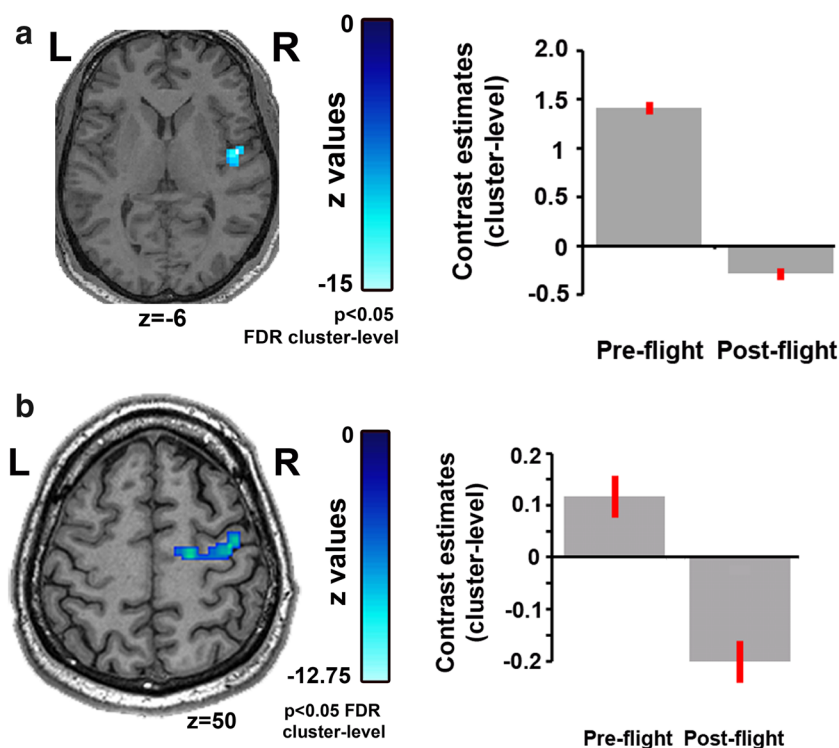 a
L
R
0
z values
-15
z=-6
p<0.05
FDR cluster-level
Contrast estimates
(cluster-level)
2.0
1.5
1
0.5
0
-0.5
Pre-flight Post-flight
b
L
R
0
z values
-12.75
z=50
p<0.05 FDR
cluster-level
Contrast estimates
(cluster-level)
0.2
0.1
0
-0.1
-0.2
Pre-flight Post-flight